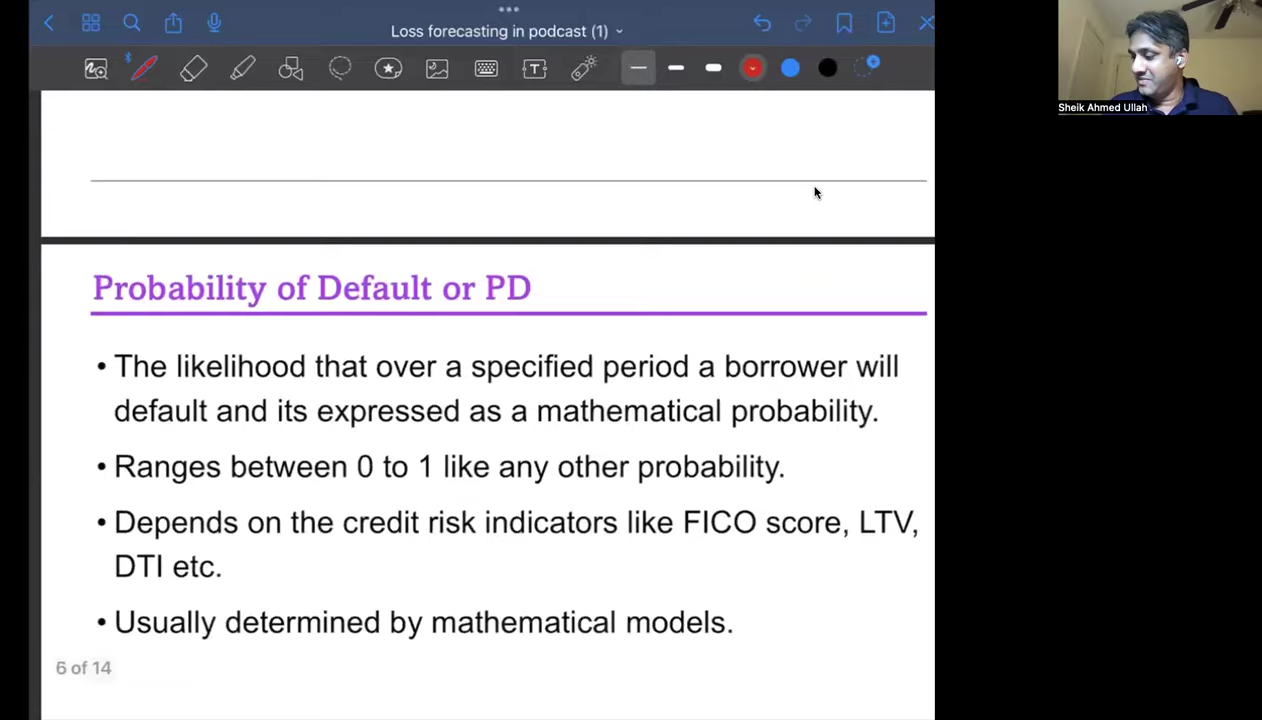 Loss forecasting in podcast (1)
Sheik Ahmed Ullah
Probability of Default or PD
• The likelihood that over a specified period a borrower will
default and its expressed as a mathematical probability.
• Ranges between 0 to 1 like any other probability.
• Depends on the credit risk indicators like FICO score, LTV,
DTI etc.
• Usually determined by mathematical models.
6 of 14